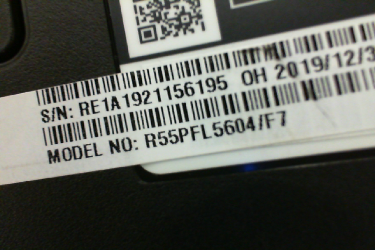 S/N: RE1A1921156195 OH 2019/12/3
MODEL NO: R55PFL5604/F7